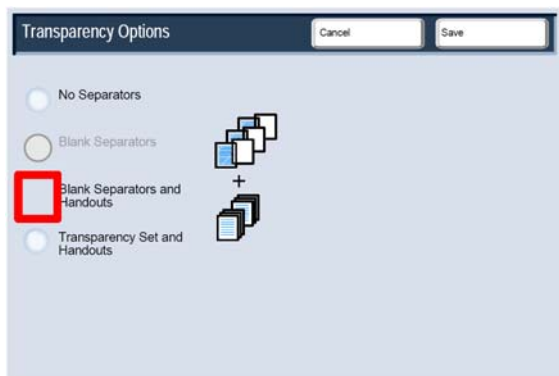 Transparency Options
Cancel
Save
No Separators
Blank Separators
Blank Separators and
Handouts
+
Transparency Set and
Handouts